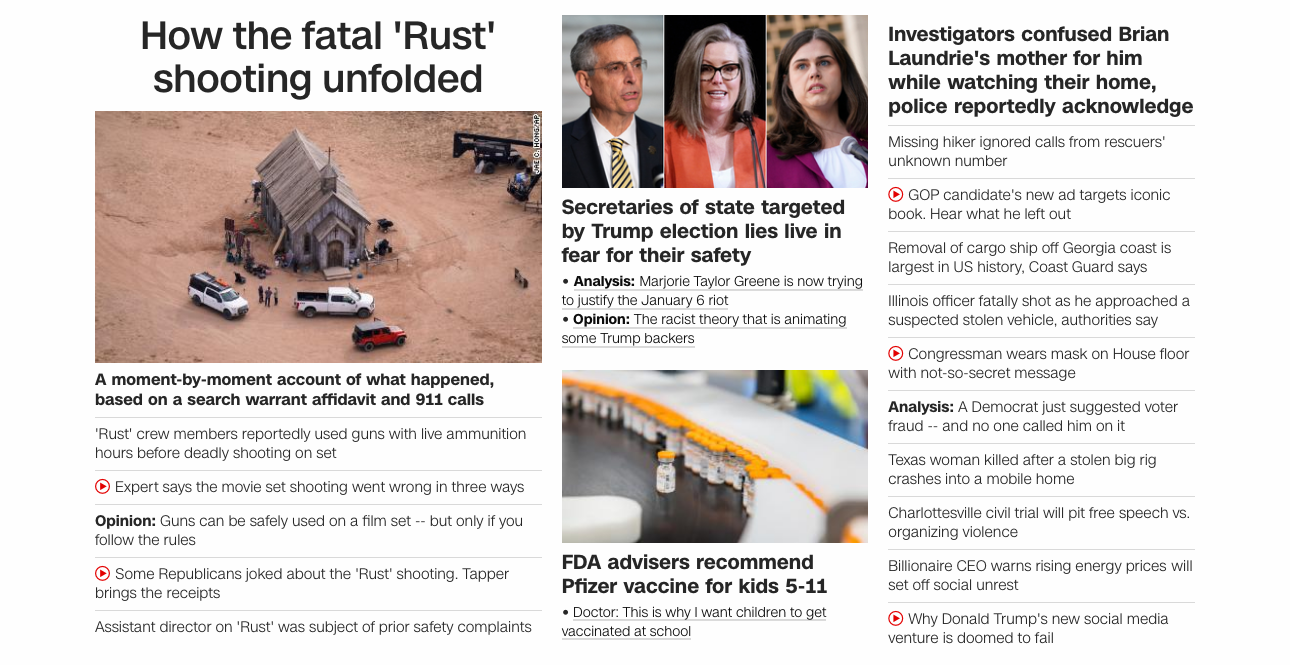 How the fatal 'Rust'
shooting unfolded
JAE C. HONG/AP
A moment-by-moment account of what happened,
based on a search warrant affidavit and 911 calls
'Rust' crew members reportedly used guns with live ammunition
hours before deadly shooting on set
Expert says the movie set shooting went wrong in three ways
Opinion: Guns can be safely used on a film set -- but only if you
follow the rules
Some Republicans joked about the 'Rust' shooting. Tapper
brings the receipts
Assistant director on 'Rust' was subject of prior safety complaints
Secretaries of state targeted
by Trump election lies live in
fear for their safety
• Analysis: Marjorie Taylor Greene is now trying
to justify the January 6 riot
• Opinion: The racist theory that is animating
some Trump backers
FDA advisers recommend
Pfizer vaccine for kids 5-11
• Doctor: This is why I want children to get
vaccinated at school
Investigators confused Brian
Laundrie's mother for him
while watching their home,
police reportedly acknowledge
Missing hiker ignored calls from rescuers'
unknown number
GOP candidate's new ad targets iconic
book. Hear what he left out
Removal of cargo ship off Georgia coast is
largest in US history, Coast Guard says
Illinois officer fatally shot as he approached a
suspected stolen vehicle, authorities say
Congressman wears mask on House floor
with not-so-secret message
Analysis: A Democrat just suggested voter
fraud -- and no one called him on it
Texas woman killed after a stolen big rig
crashes into a mobile home
Charlottesville civil trial will pit free speech vs.
organizing violence
Billionaire CEO warns rising energy prices will
set off social unrest
Why Donald Trump's new social media
venture is doomed to fail